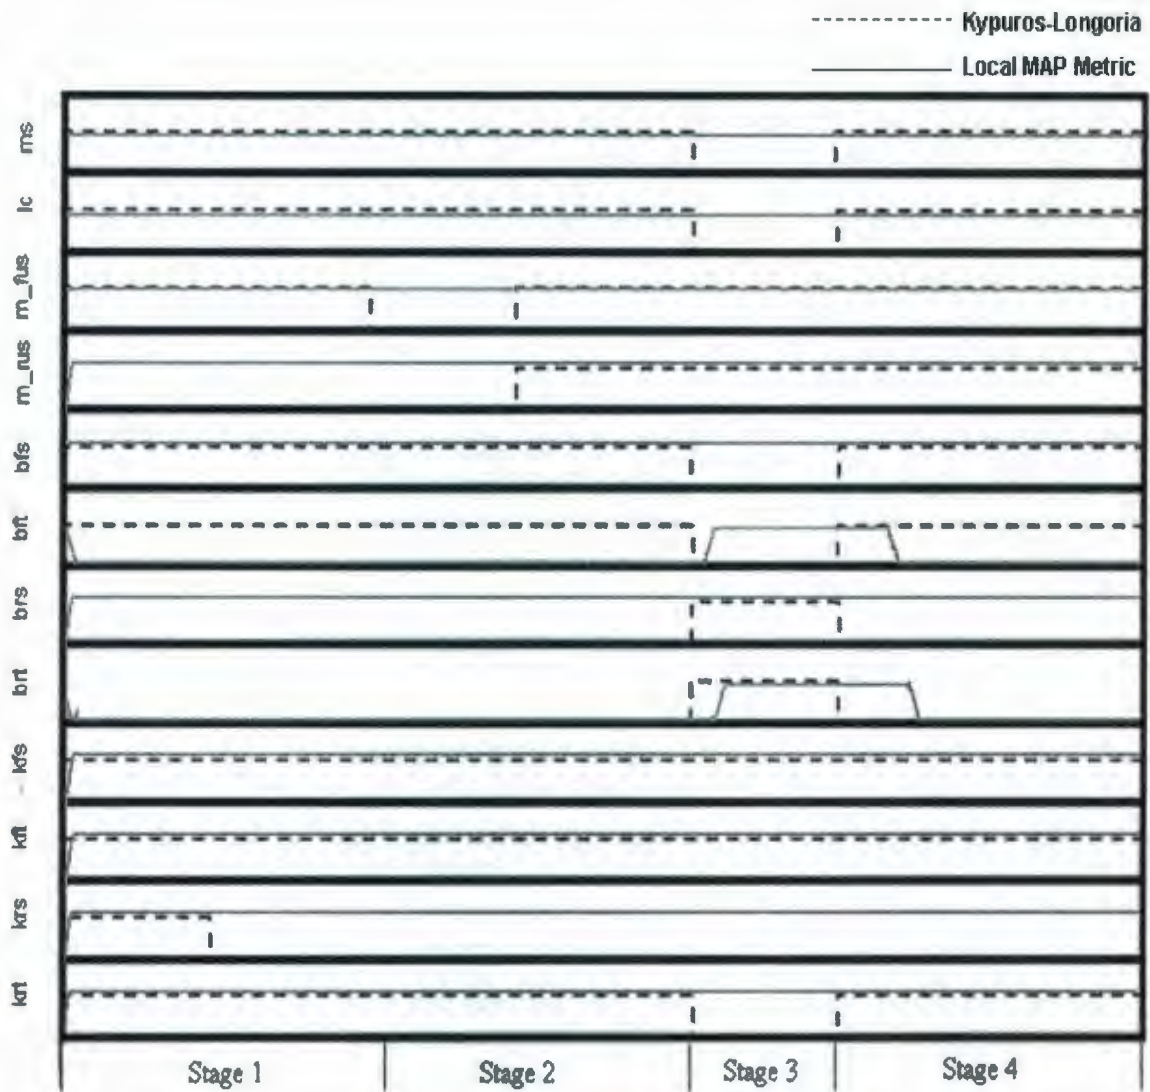 Kypuros-Longoria
Local MAP Metric
ms
Ic
m_fus
m_rus
bfs
bft
brs
brt
- kfs
kft
krs
krt
Stage 1
Stage 2
Stage 3
Stage 4